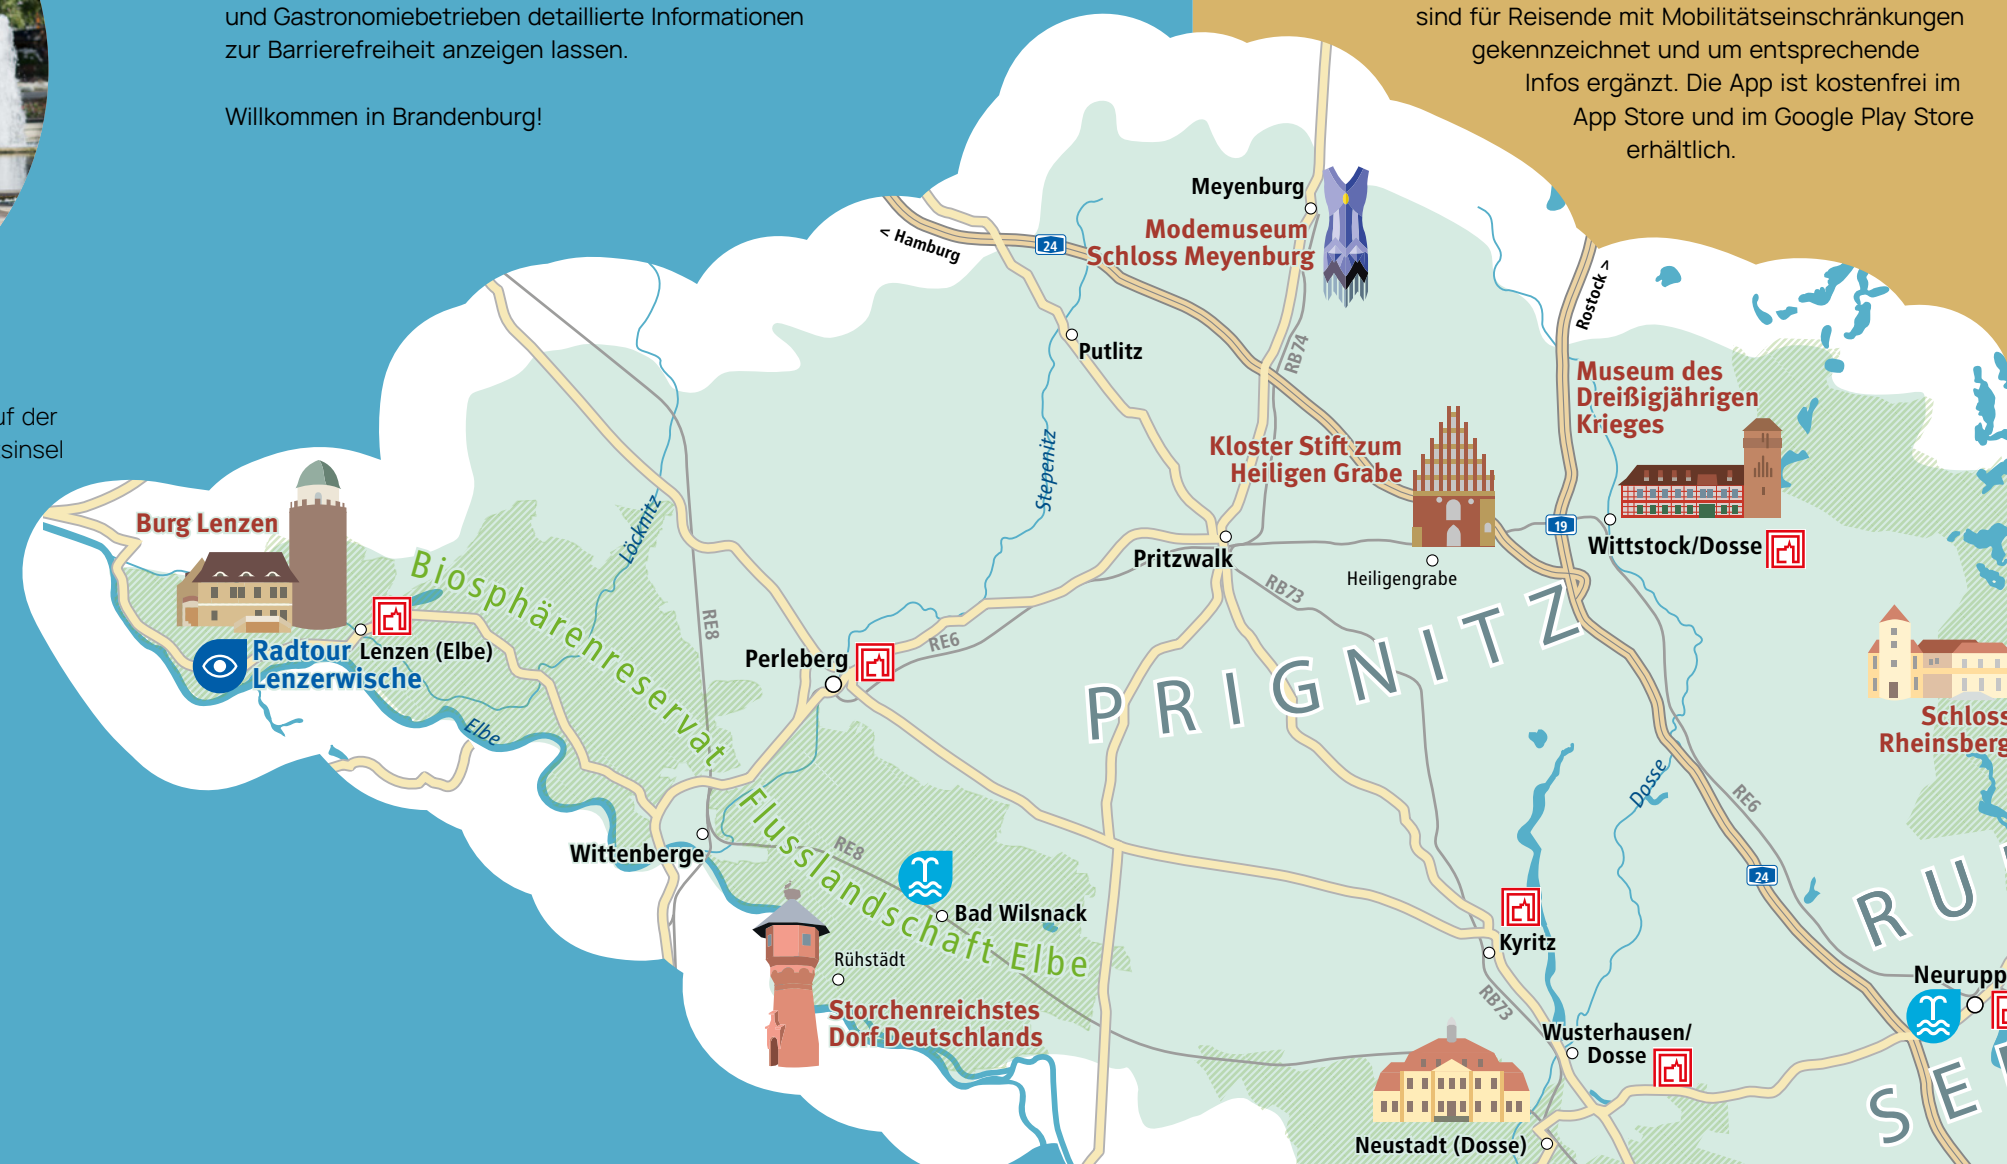 und Gastronomiebetrieben detaillierte Informationen
zur Barrierefreiheit anzeigen lassen.
Willkommen in Brandenburg!
sind für Reisende mit Mobilitätseinschränkungen
gekennzeichnet und um entsprechende
Infos ergänzt. Die App ist kostenfrei im
App Store und im Google Play Store
erhältlich.
der
Meyenburg
Modemuseum
Schloss Meyenburg
< Hamburg
24
Rostock >
Putlitz
RB74
Museum des
Dreißigjährigen
Krieges
Kloster Stift zum
Heiligen Grabe
Stepenitz
Löcknitz
Burg Lenzen
19
Wittstock/Dosse
Pritzwalk
Heiligengrabe
RB73
Biosphärenreservat
Flusslandschaft Elbe
RE8
RE6
Radtour
Lenzerwische
Lenzen (Elbe)
Perleberg
PRIGNITZ
Elbe
Schloss
Rheinsberg
Dosse
RE6
Wittenberge
RE8
24
Bad Wilsnack
Kyritz
Rühstädt
Storchenreichstes
Dorf Deutschlands
RB73
Neurupp
Wusterhausen/
Dosse
Neustadt (Dosse)
RU
SE